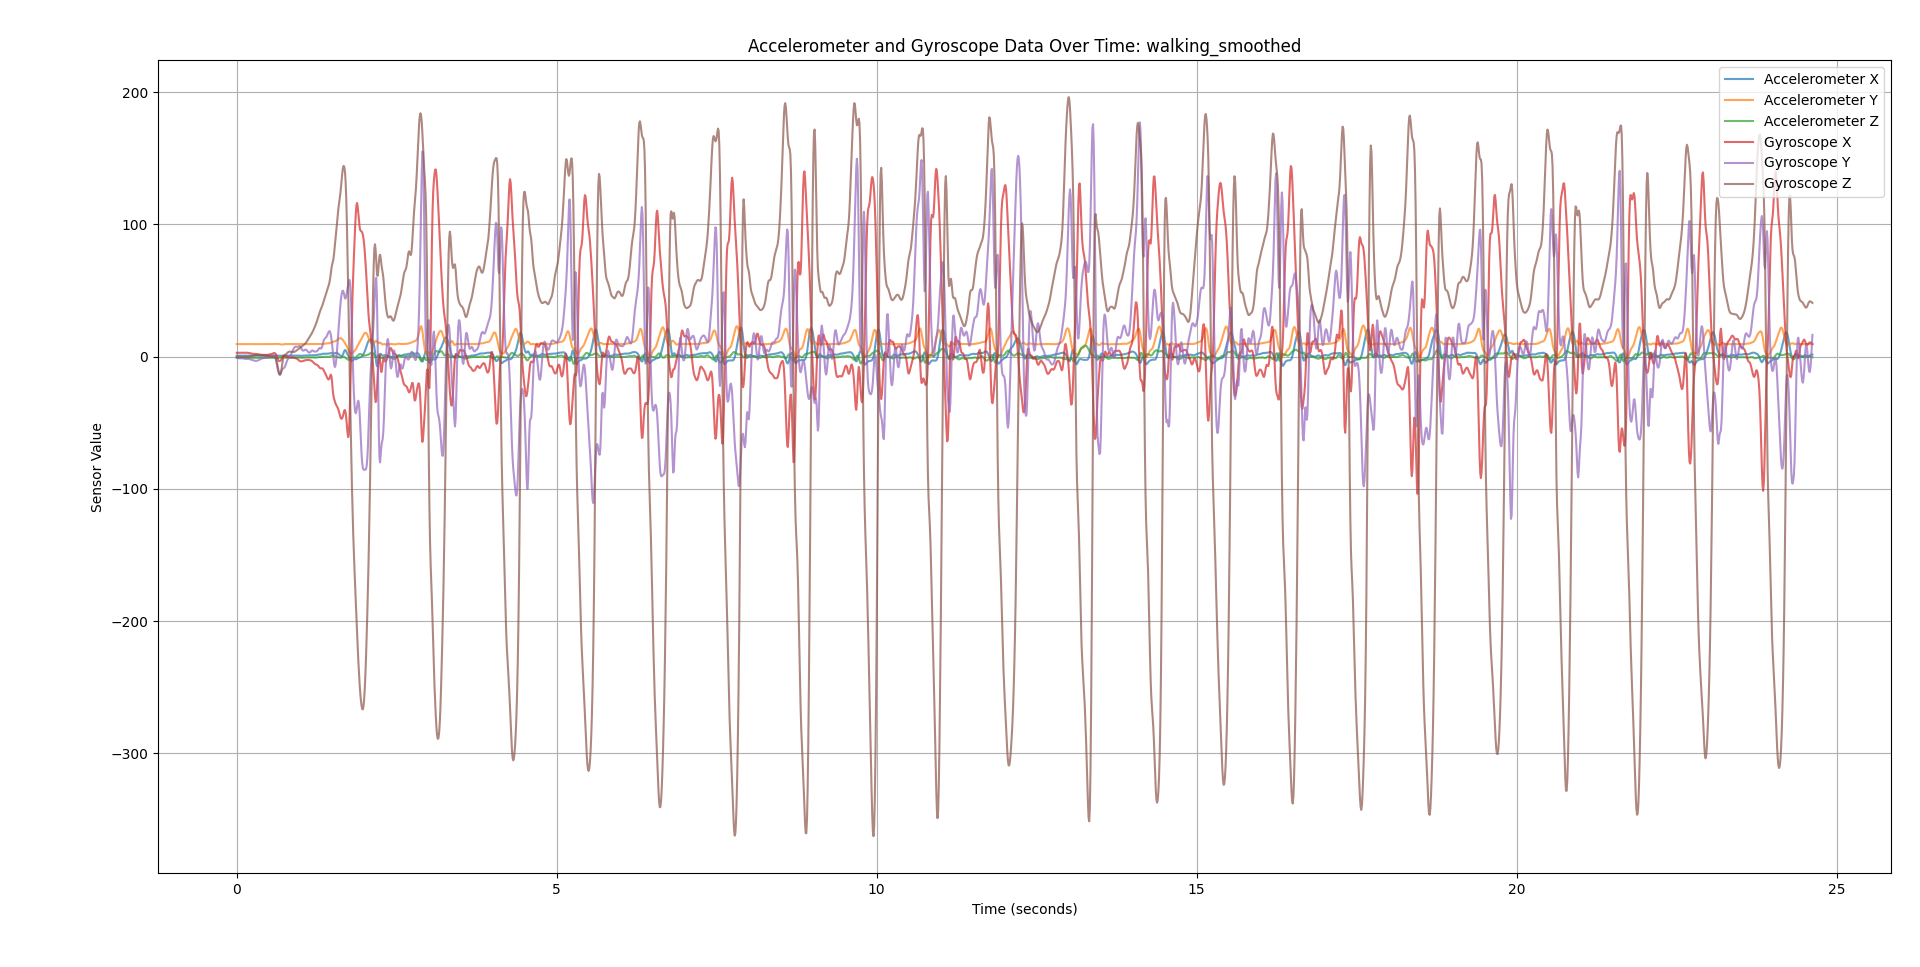 Accelerometer and Gyroscope Data Over Time: walking_smoothed
Accelerometer X
Accelerometer Y
Accelerometer Z
Gyroscope X
Gyroscope Y
Gyroscope Z
Sensor Value
200
100
0
−100
−200
−300
0
5
10
15
20
25
Time (seconds)